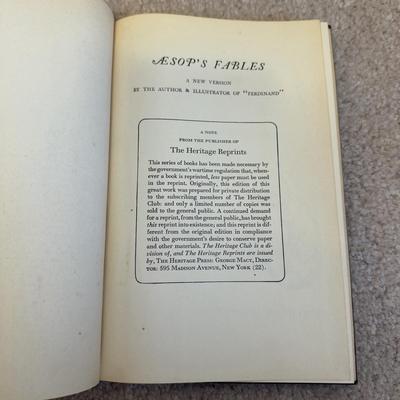 ÆSOP'S FABLES
A NEW VERSION
BY THE AUTHOR & ILLUSTRATOR OF "FERDINAND"
A NOTE
FROM THE PUBLISHER OF
The Heritage Reprints
This series of books has been made necessary by
the government's wartime regulation that, when-
ever a book is reprinted, less paper must be used
in the reprint. Originally, this edition of this
great work was prepared for private distribution
to the subscribing members of The Heritage
Club: and only a limited number of copies was
sold to the general public. A continued demand
for a reprint, from the general public, has brought
this reprint into existence; and this reprint is dif-
ferent from the original edition in compliance
with the government's desire to conserve paper
and other materials. The Heritage Club is a di-
vision of, and The Heritage Reprints are issued
by, THE HERITAGE PRESS: GEORGE MACY, DIREC-
TOR: 595 MADISON AVENUE, NEW YORK (22).